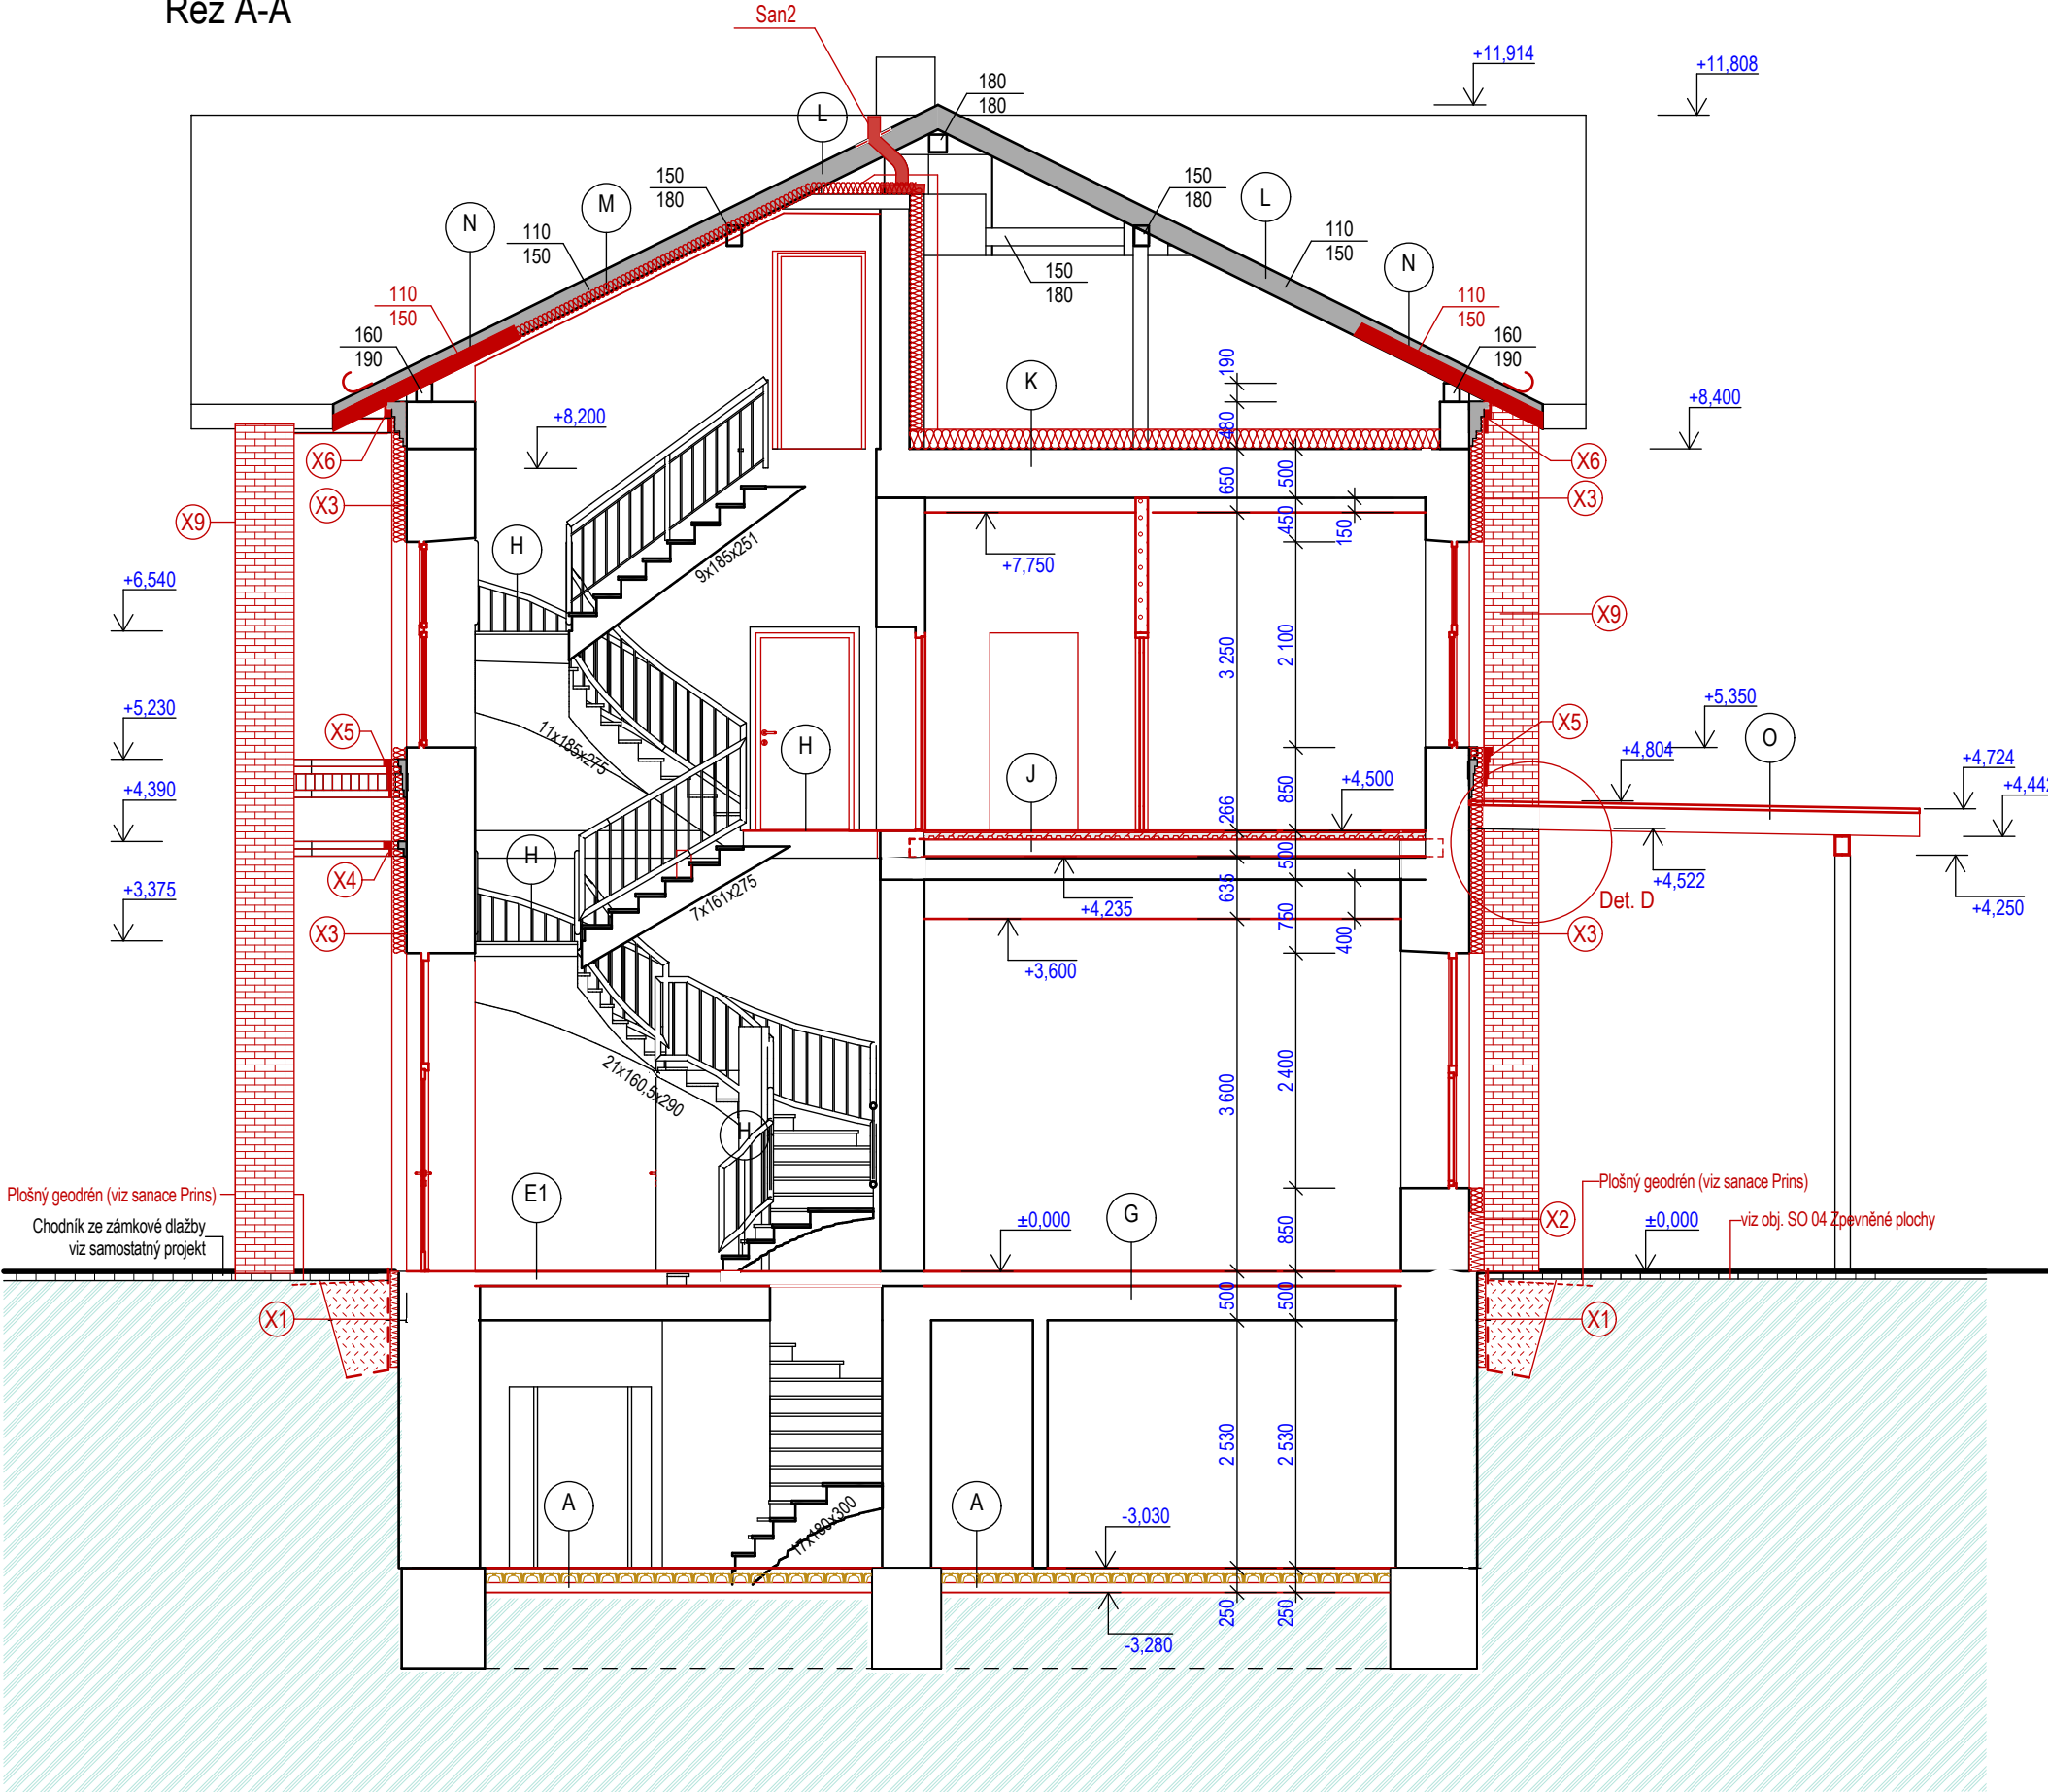 Řez A-A
San2
+11,914
+11,808
180
180
L
150
180
150
180
L
M
N
110
150
110
150
N
150
180
110
150
110
150
160
190
160
190
K
190
+8,200
480
+8,400
X6
X6
650
500
X3
X3
X9
H
9x185x251
450
150
+7,750
+6,540
X9
3 250
2 100
+5,230
X5
11x185x275
H
J
X5
+5,350
O
+4,804
+4,390
+4,500
850
266
+4,724
+4,442
H
X4
+3,375
7x161x275
500
635
+4,235
+4,522
+4,250
Det. D
X3
750
400
X3
+3,600
21x160,5x290
3 600
2 400
H
Plošný geodrén (viz sanace Prins)
Chodník ze zámkové dlažby
viz samostatný projekt
E1
G
±0,000
850
X2
Plošný geodrén (viz sanace Prins)
±0,000
viz obj. SO 04 Zpevněné plochy
X1
500
500
X1
2 530
2 530
A
17x180x300
A
-3,030
250
250
-3,280